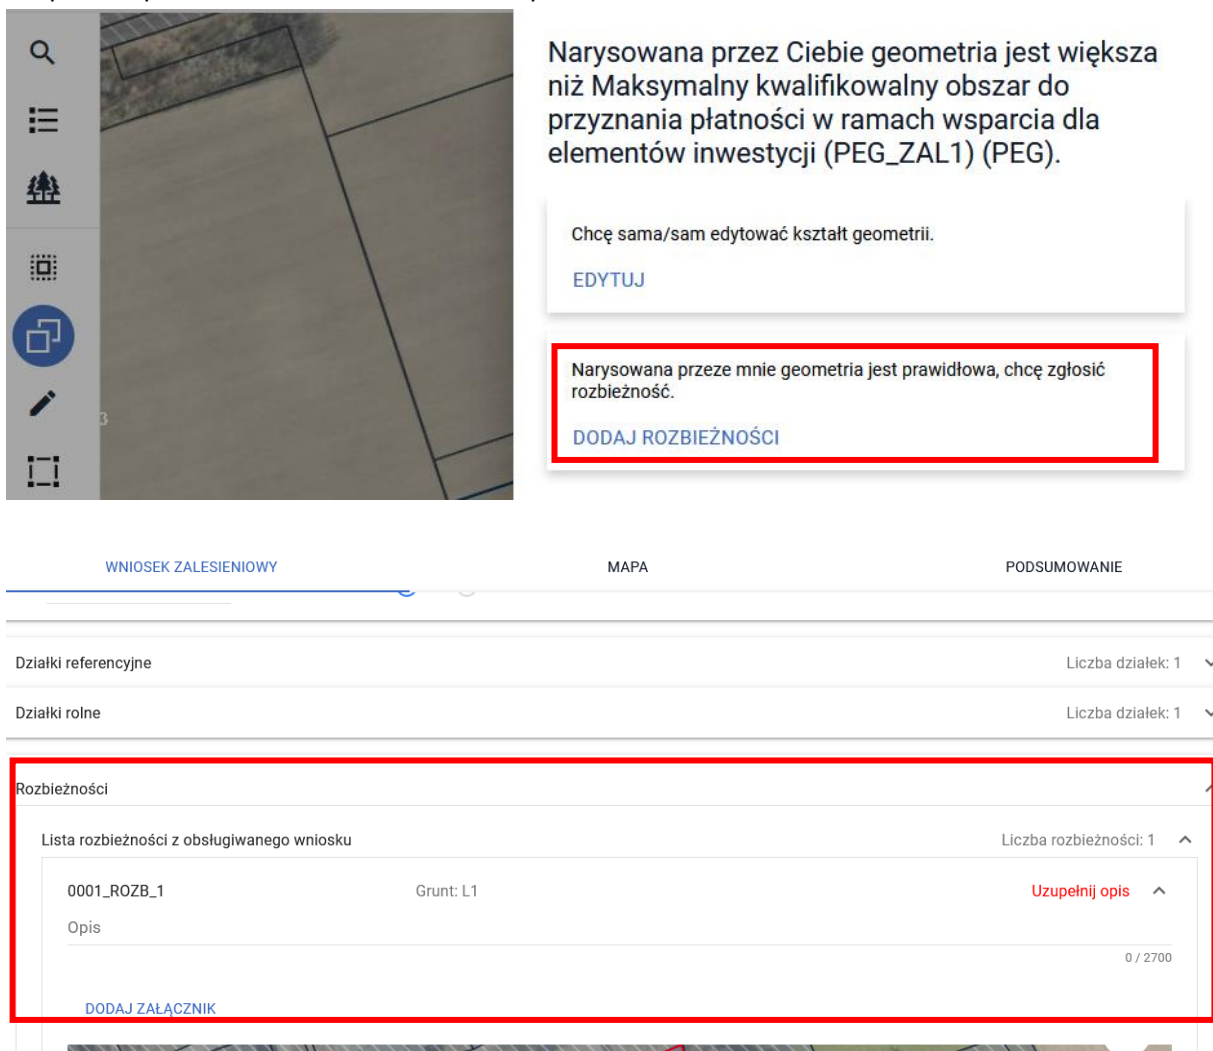 Narysowana przez Ciebie geometria jest większa
niż Maksymalny kwalifikowalny obszar do
przyznania płatności w ramach wsparcia dla
elementów inwestycji (PEG_ZAL1) (PEG).
Chcę sama/sam edytować kształt geometrii.
EDYTUJ
Narysowana przeze mnie geometria jest prawidłowa, chcę zgłosić
rozbieżność.
DODAJ ROZBIEŻNOŚCI
3
WNIOSEK ZALESIENIOWY MAPA PODSUMOWANIE
Działki referencyjne Liczba działek: 1
Działki rolne Liczba działek: 1
Rozbieżności
Lista rozbieżności z obsługiwanego wniosku Liczba rozbieżności: 1
0001_ROZB_1 Grunt: L1 Uzupełnij opis
Opis
0 / 2700
DODAJ ZAŁĄCZNIK